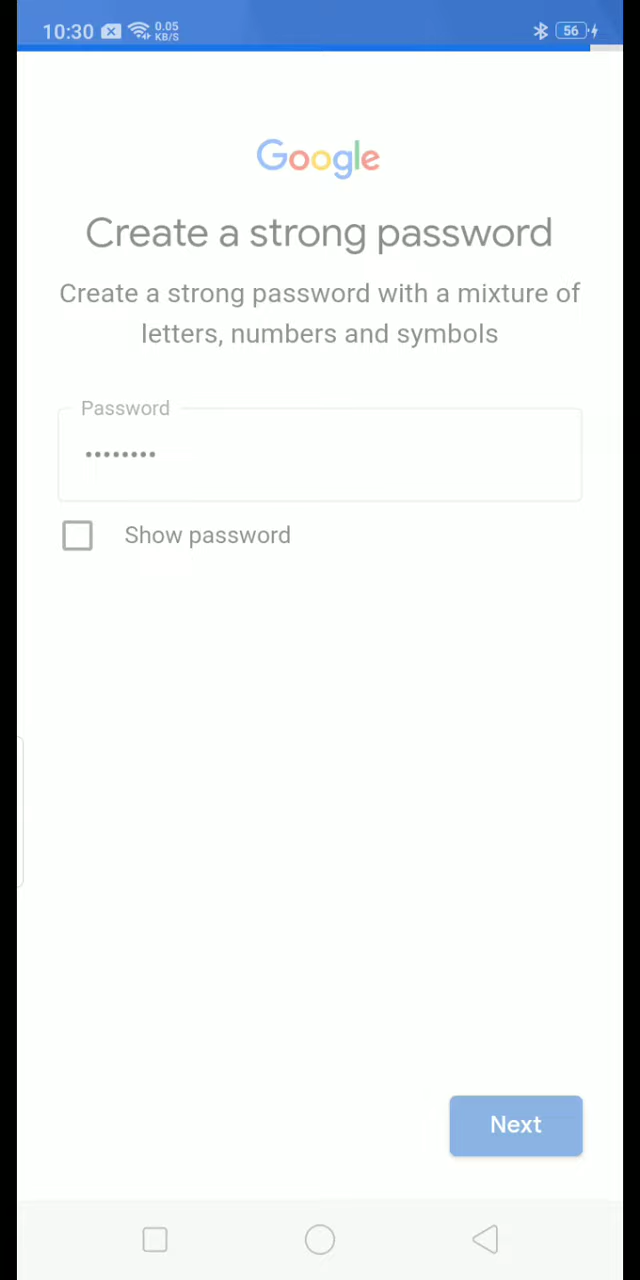 10:30 0.05 KB/S 56
Google
Create a strong password
Create a strong password with a mixture of
letters, numbers and symbols
Password
••••••••
Show password
Next